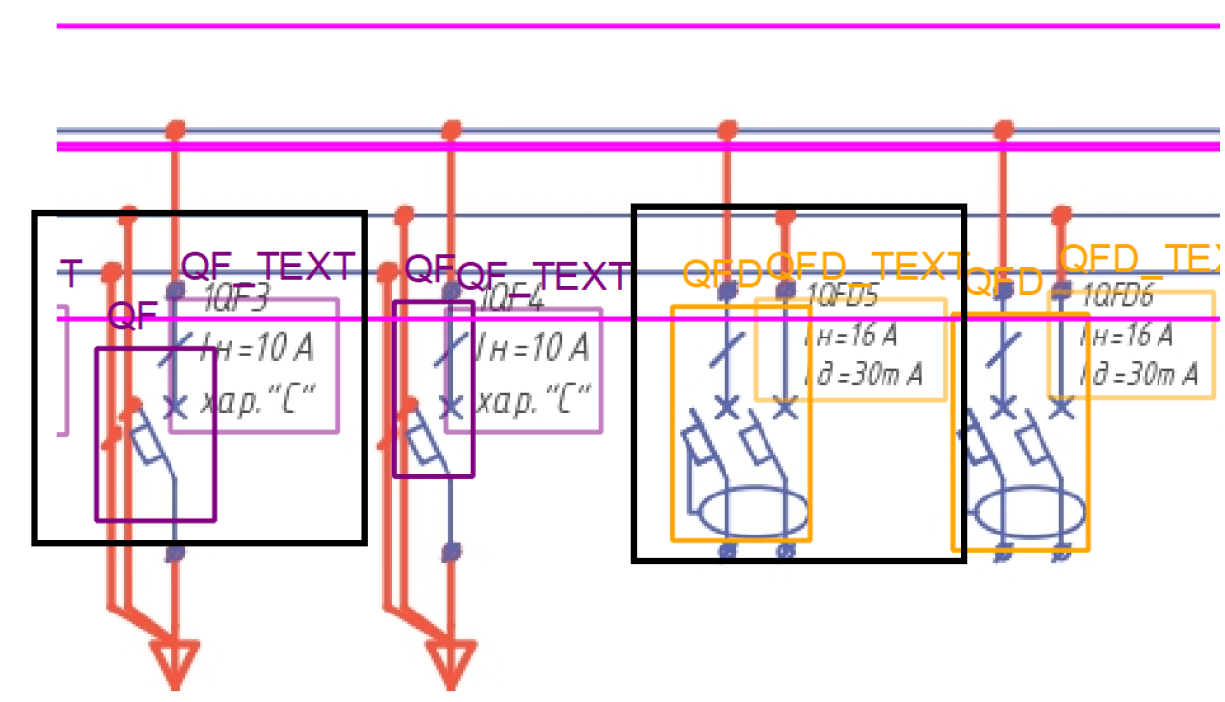 T
QF_TEXT
QF
1QF3
Iн=10 А
хар."С"
QF
QF_TEXT
1QF4
Iн=10 А
хар."С"
QFD
QFD_TEXT
1QFD5
Iн=16 А
Iд=30m А
QFD
QFD_TEX
1QFD6
Iн=16 А
Iд=30m А